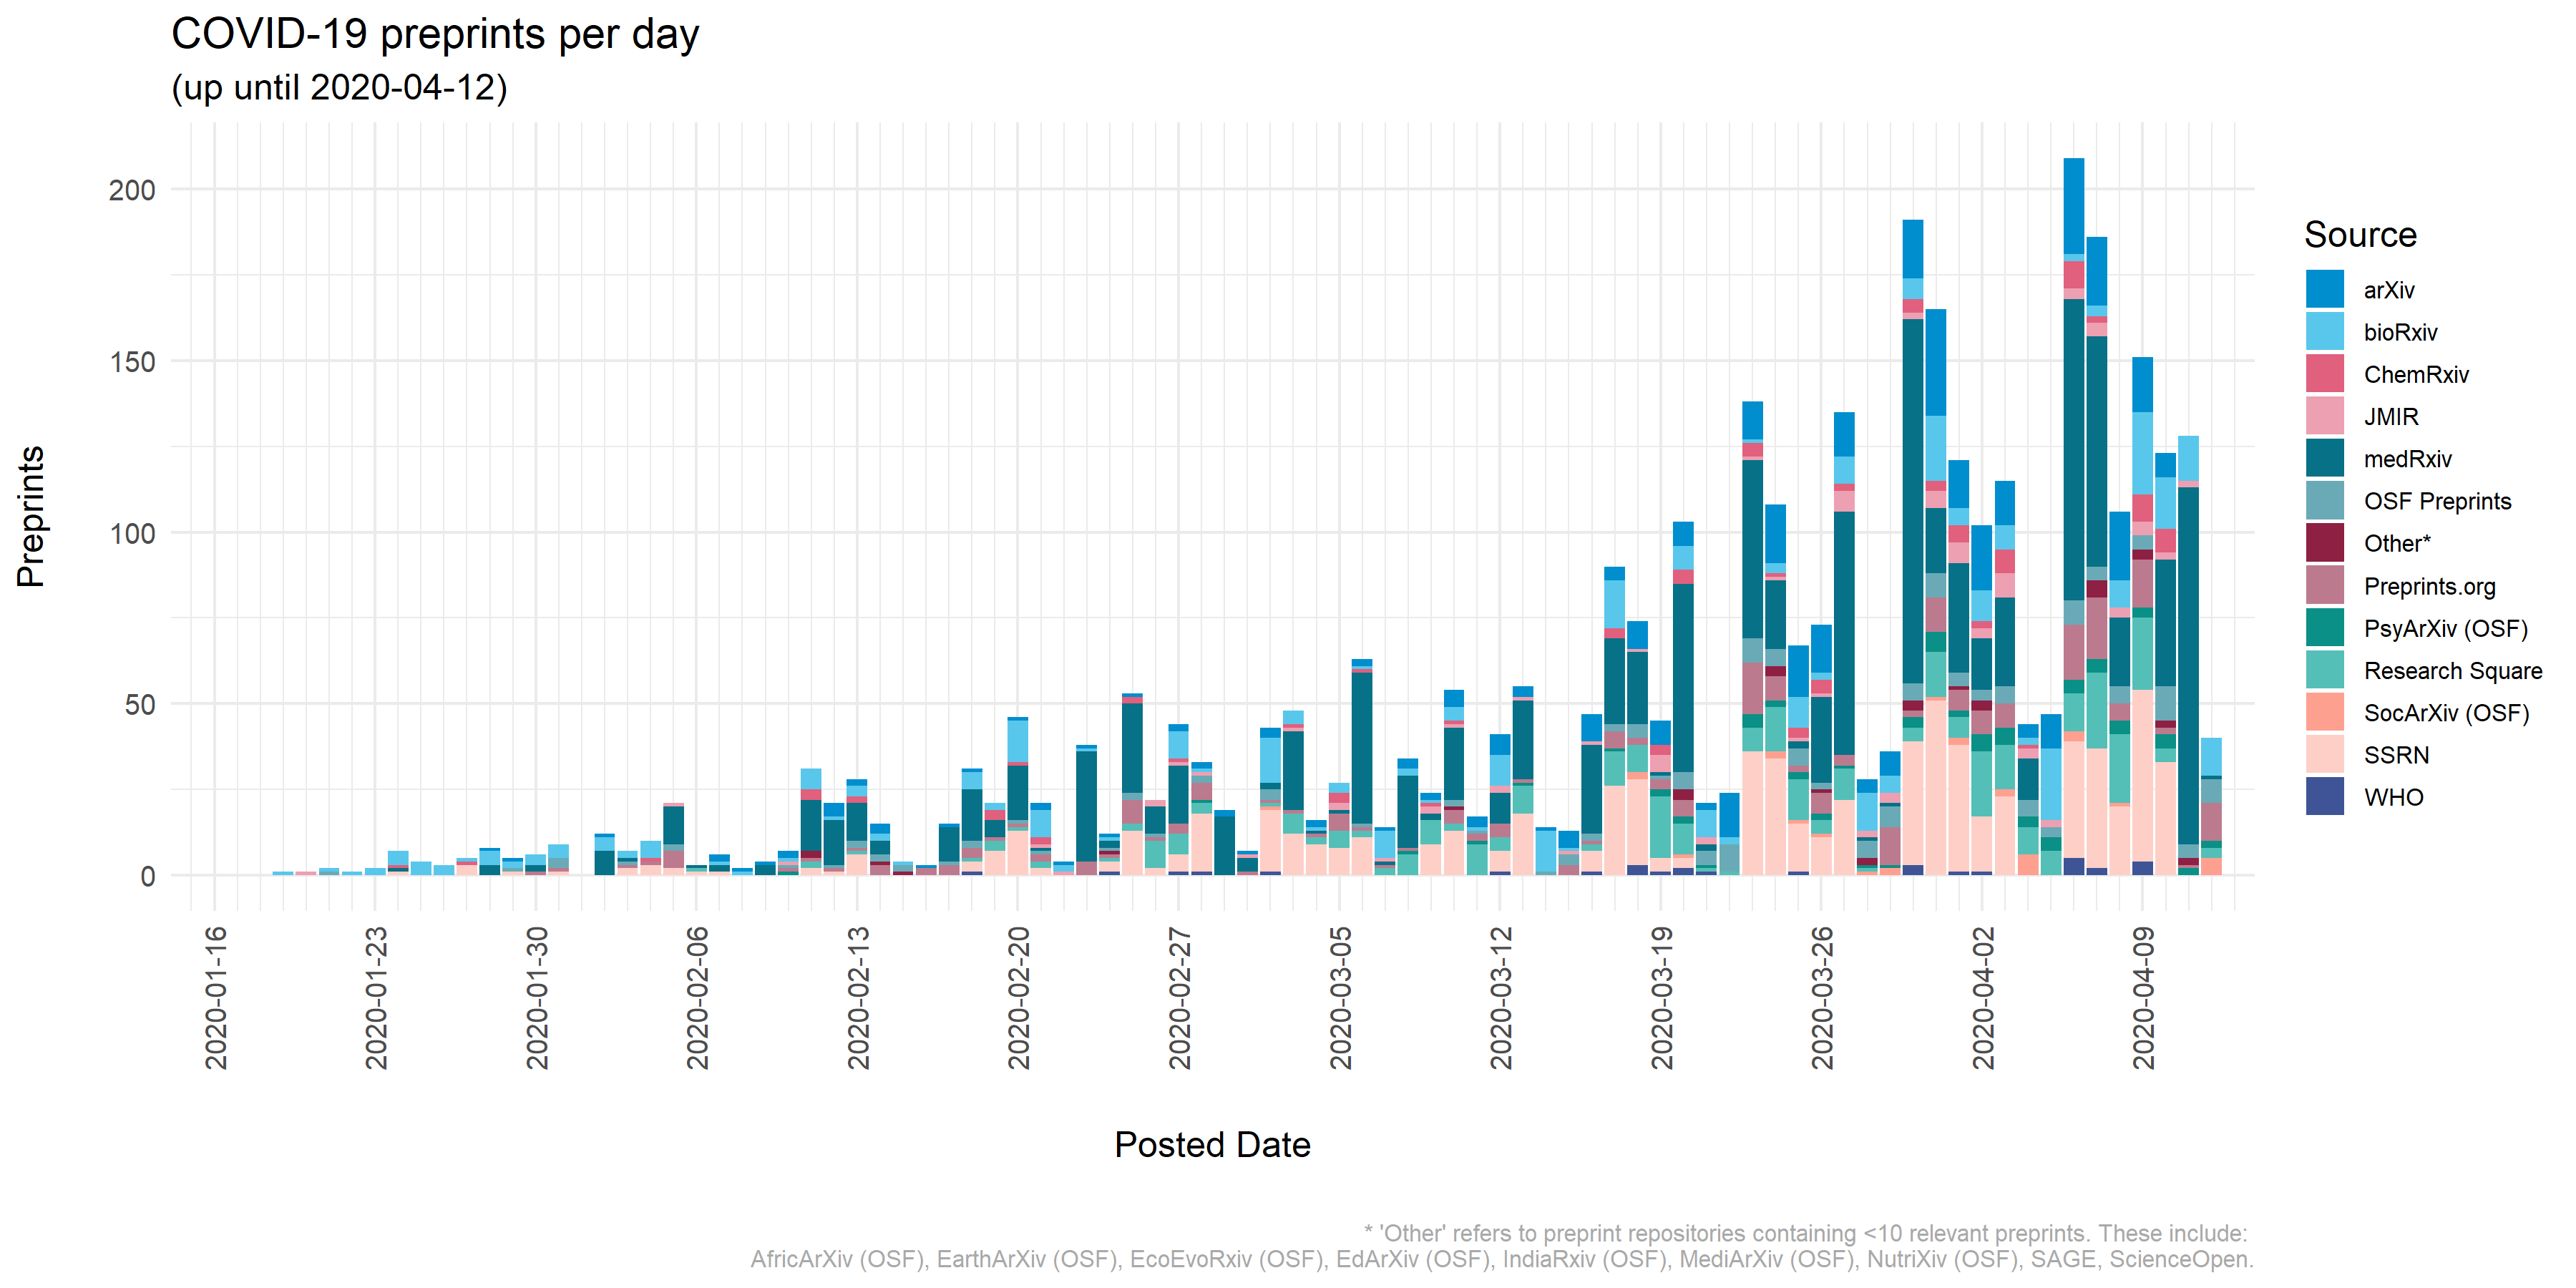 COVID-19 preprints per day
(up until 2020-04-12)
Preprints
200
150
100
50
0
2020-01-16
2020-01-23
2020-01-30
2020-02-06
2020-02-13
2020-02-20
2020-02-27
2020-03-05
2020-03-12
2020-03-19
2020-03-26
2020-04-02
2020-04-09
Posted Date
Source
arXiv
bioRxiv
ChemRxiv
JMIR
medRxiv
OSF Preprints
Other*
Preprints.org
PsyArXiv (OSF)
Research Square
SocArXiv (OSF)
SSRN
WHO
* 'Other' refers to preprint repositories containing <10 relevant preprints. These include:
AfricArXiv (OSF), EarthArXiv (OSF), EcoEvoRxiv (OSF), EdArXiv (OSF), IndiaRxiv (OSF), MediArXiv (OSF), NutriXiv (OSF), SAGE, ScienceOpen.